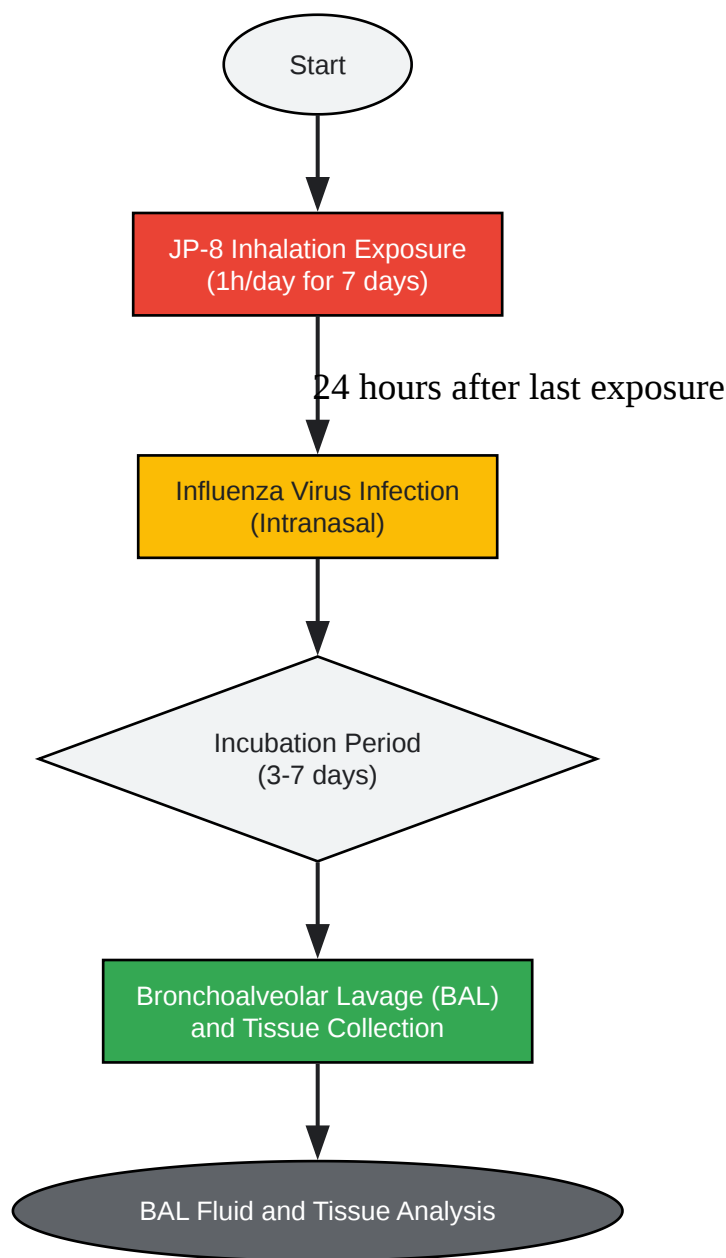 Start
JP-8 Inhalation Exposure
(1h/day for 7 days)
24 hours after last exposure
Influenza Virus Infection
(Intranasal)
Incubation Period
(3-7 days)
Bronchoalveolar Lavage (BAL)
and Tissue Collection
BAL Fluid and Tissue Analysis